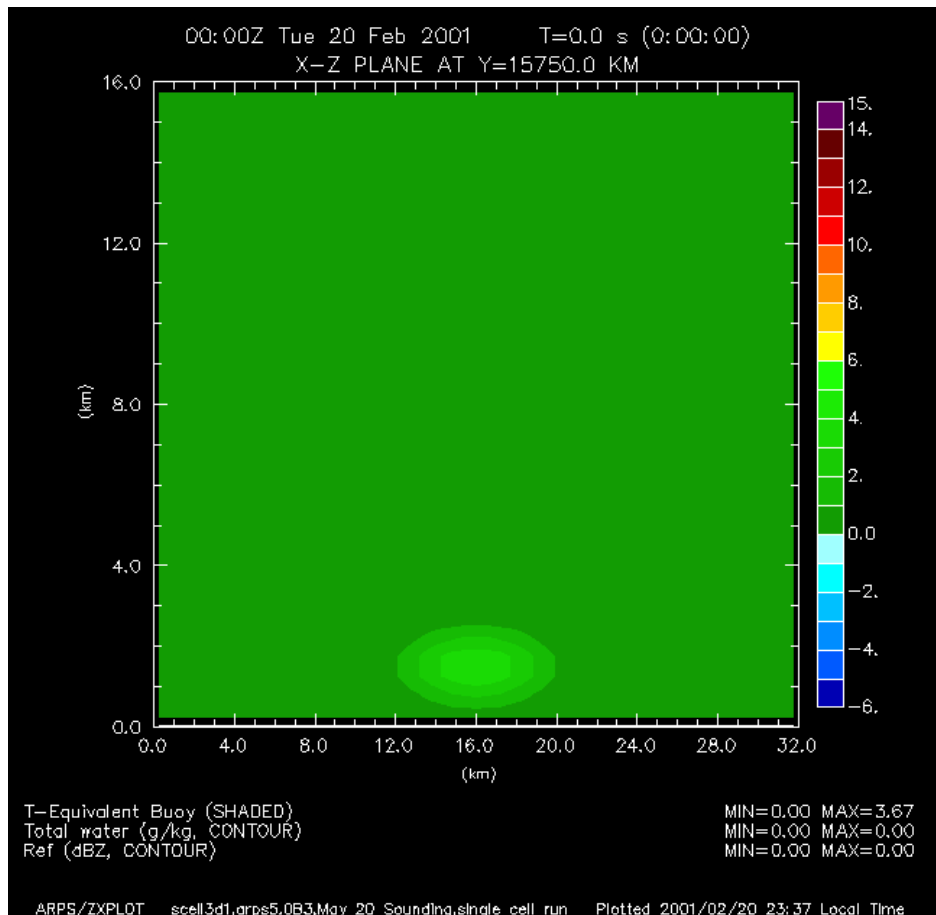 00:00Z Tue 20 Feb 2001 T=0.0 s (0:00:00)
X-Z PLANE AT Y=15750.0 KM
16.0
12.0
8.0
4.0
0.0
(km)
0.0 4.0 8.0 12.0 16.0 20.0 24.0 28.0 32.0
(km)
15.
14.
12.
10.
8.
6.
4.
2.
0.0
-2.
-4.
-6.
T-Equivalent Buoy (SHADED) MIN=0.00 MAX=3.67
Total water (g/kg, CONTOUR) MIN=0.00 MAX=0.00
Ref (dBZ, CONTOUR) MIN=0.00 MAX=0.00
ARPS/ZXPLOT scell3d1,arps5.0B3,May 20 Sounding,single cell run Plotted 2001/02/20 23:37 Local Time